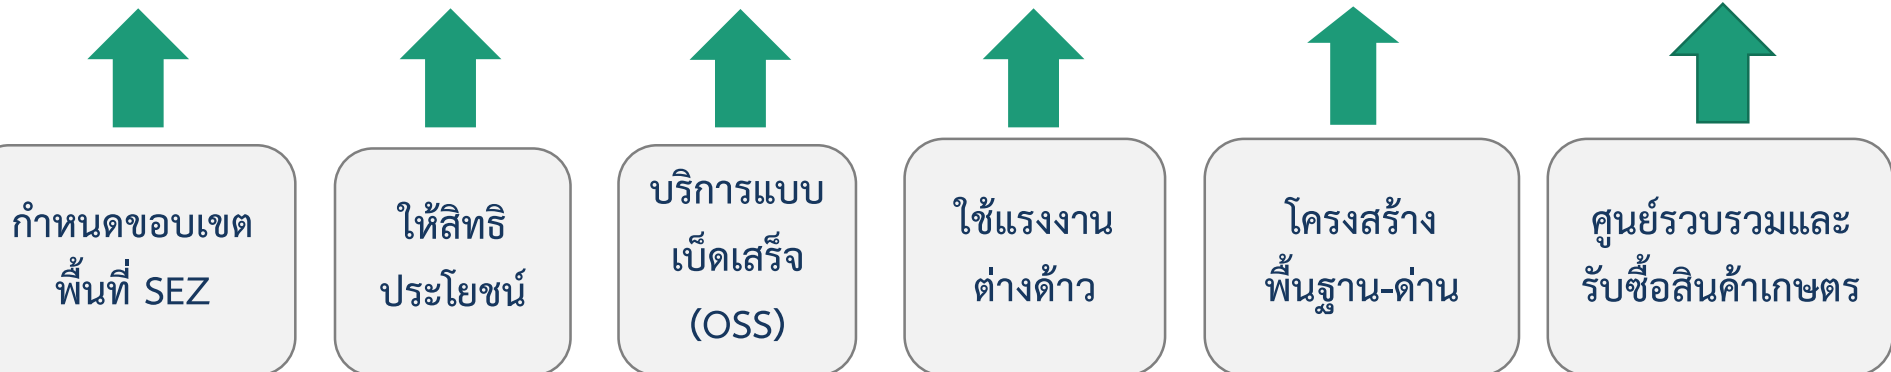 กำหนดขอบเขต
พื้นที่ SEZ
ให้สิทธิ
ประโยชน์
บริการแบบ
เบ็ดเสร็จ
(OSS)
ใช้แรงงาน
ต่างด้าว
โครงสร้าง
พื้นฐาน-ด่าน
ศูนย์รวบรวมและ
รับซื้อสินค้าเกษตร